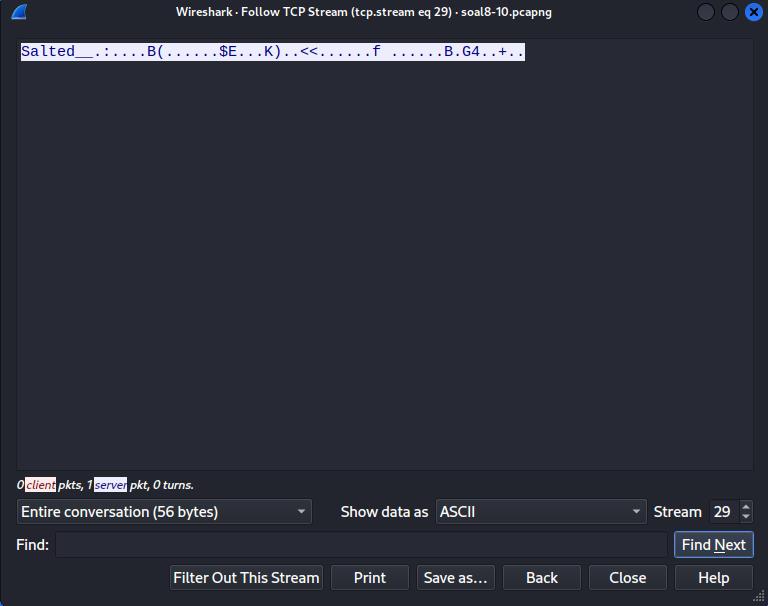 Wireshark · Follow TCP Stream (tcp.stream eq 29) · soal8-10.pcapng
Salted__.:....B(......$E...K)..<<......f ......B.G4..+..
0 client pkts, 1 server pkt, 0 turns.
Entire conversation (56 bytes) Show data as ASCII Stream 29
Find: Find Next
Filter Out This Stream Print Save as… Back Close Help